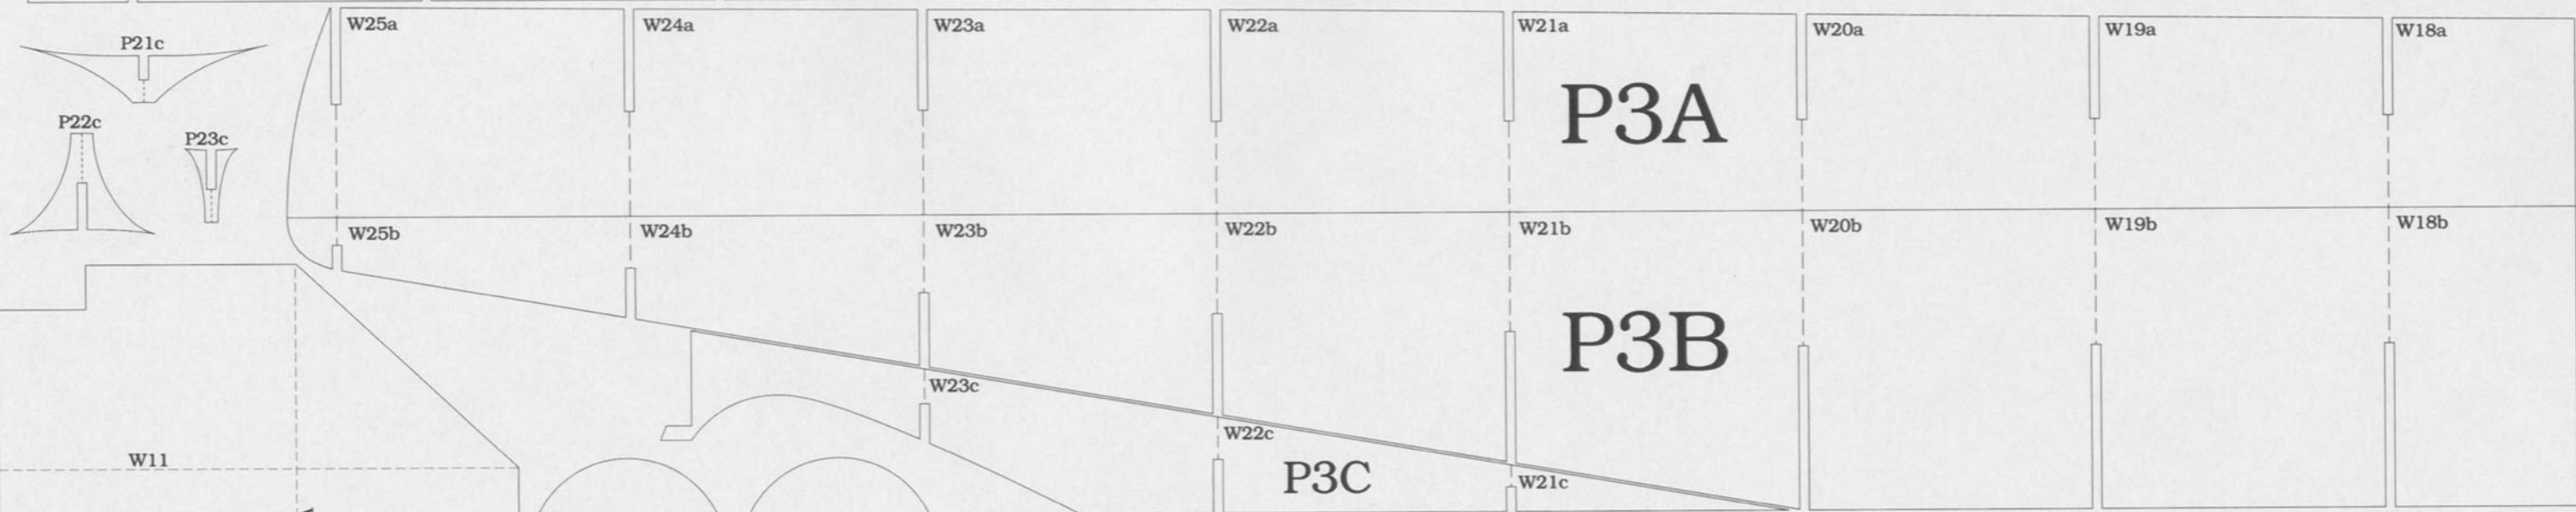 W25a W24a W23a W22a W21a W20a W19a W18a
P21c
P3A
P22c
P23c
W25b W24b W23b W22b W21b W20b W19b W18b
P3B
W23c
W22c
W11
P3C
W21c